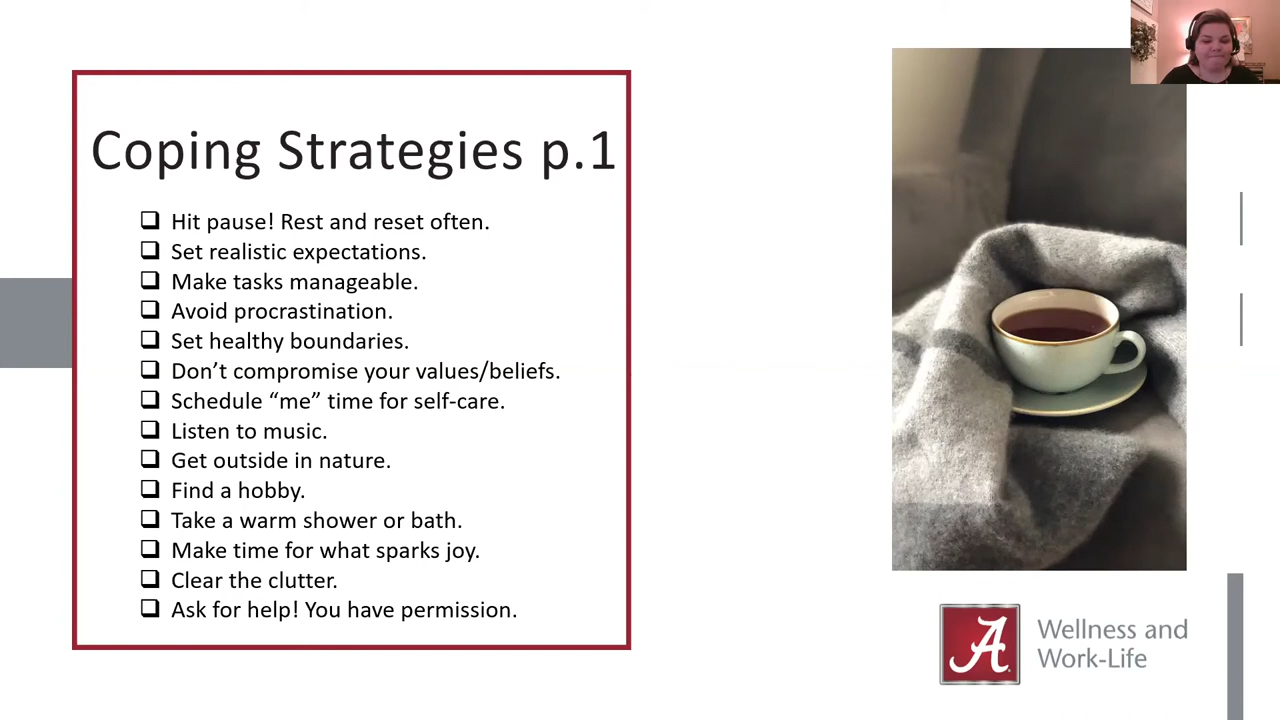 Coping Strategies p.1
❑ Hit pause! Rest and reset often.
❑ Set realistic expectations.
❑ Make tasks manageable.
❑ Avoid procrastination.
❑ Set healthy boundaries.
❑ Don’t compromise your values/beliefs.
❑ Schedule “me” time for self-care.
❑ Listen to music.
❑ Get outside in nature.
❑ Find a hobby.
❑ Take a warm shower or bath.
❑ Make time for what sparks joy.
❑ Clear the clutter.
❑ Ask for help! You have permission.
A
Wellness and
Work-Life